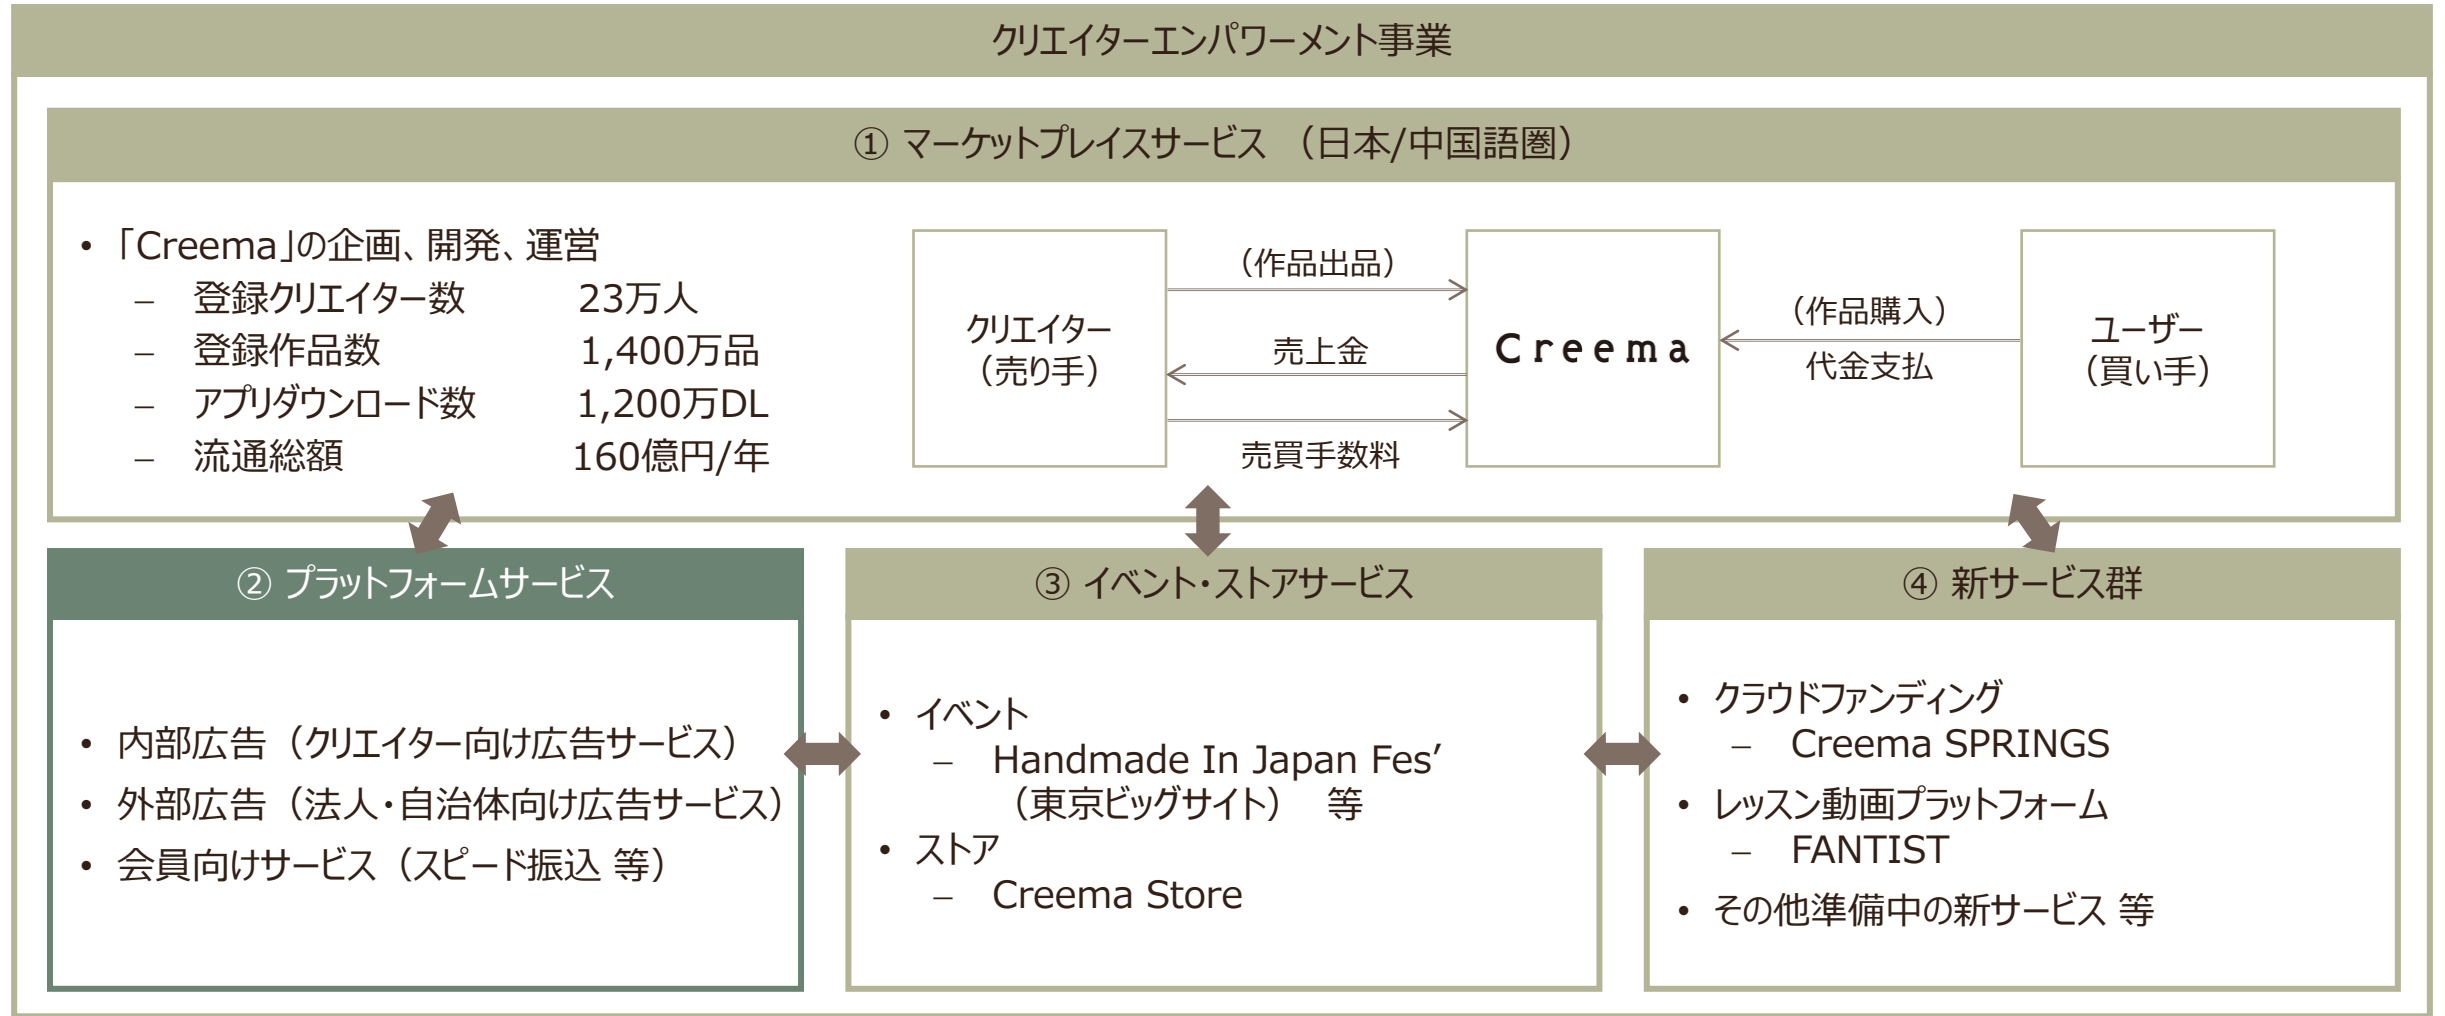 クリエイターエンパワーメント事業
① マーケットプレイスサービス （日本/中国語圏）
• 「Creema」の企画、開発、運営
– 登録クリエイター数 23万人
– 登録作品数 1,400万品
– アプリダウンロード数 1,200万DL
– 流通総額 160億円/年
クリエイター
（売り手）
（作品出品）
売上金
売買手数料
Creema
（作品購入）
代金支払
ユーザー
（買い手）
② プラットフォームサービス
• 内部広告（クリエイター向け広告サービス）
• 外部広告（法人・自治体向け広告サービス）
• 会員向けサービス（スピード振込 等）
③ イベント・ストアサービス
• イベント
– Handmade In Japan Fes’
（東京ビッグサイト） 等
• ストア
– Creema Store
④ 新サービス群
• クラウドファンディング
– Creema SPRINGS
• レッスン動画プラットフォーム
– FANTIST
• その他準備中の新サービス 等